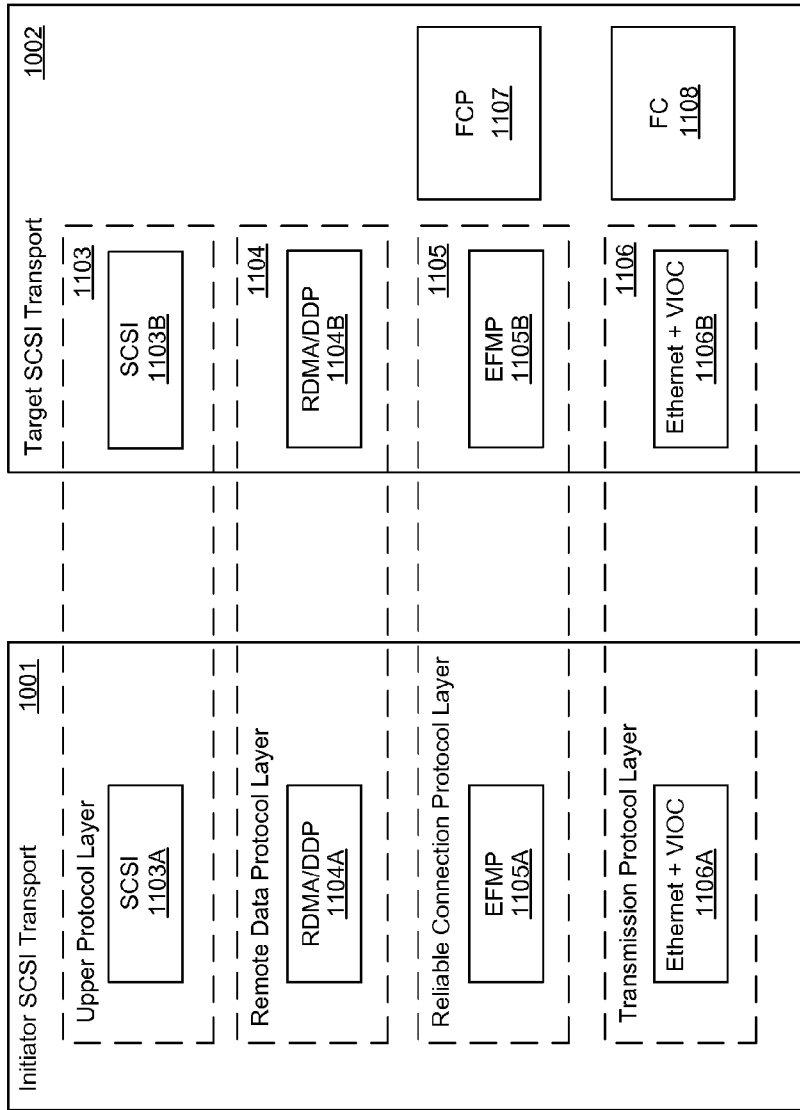 Initiator SCSI Transport
1001
Upper Protocol Layer
SCSI
1103A
Remote Data Protocol Layer
RDMA/DDP
1104A
Reliable Connection Protocol Layer
EFMP
1105A
Transmission Protocol Layer
Ethernet + VIOC
1106A
Target SCSI Transport
1002
1103
SCSI
1103B
1104
RDMA/DDP
1104B
1105
EFMP
1105B
FCP
1107
1106
Ethernet + VIOC
1106B
FC
1108